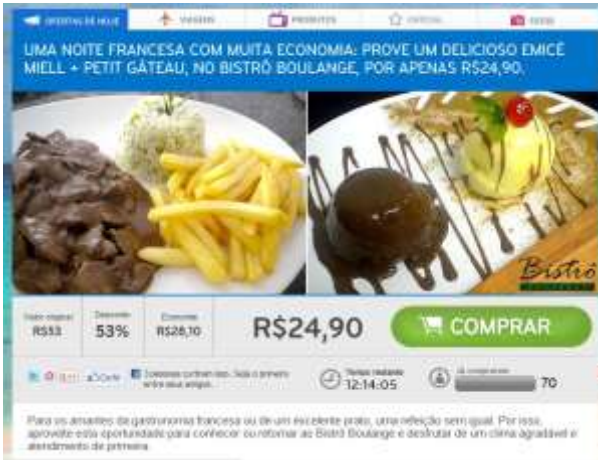 OFERTAS DE HOJE VIAGENS PRODUTOS
UMA NOITE FRANCESA COM MUITA ECONOMIA: PROVE UM DELICIOSO EMICÉ
MIELL + PETIT GÂTEAU, NO BISTRÔ BOULANGE, POR APENAS R$24,90.
Bistrô
Valor original Desconto Economia
R$53 53% R$28,10 R$24,90 COMPRAR
Tempo restante
12:14:05 70
Para os amantes da gastronomia francesa ou de um excelente prato, uma refeição sem igual. Por isso,
aproveite esta oportunidade para conhecer ou retornar ao Bistrô Boulange e desfrutar de um clima agradável e
atendimento de primeira.